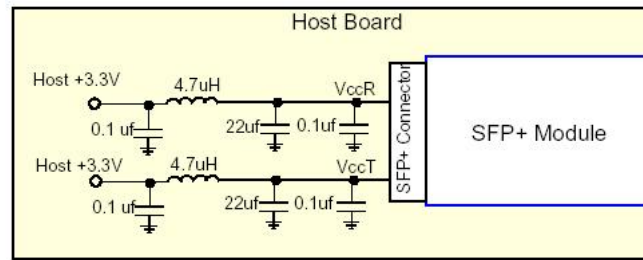 Host Board
Host +3.3V
4.7uH
VccR
0.1 uf
22uf
0.1uf
Host +3.3V
4.7uH
VccT
0.1 uf
22uf
0.1uf
SFP+ Connector
SFP+ Module